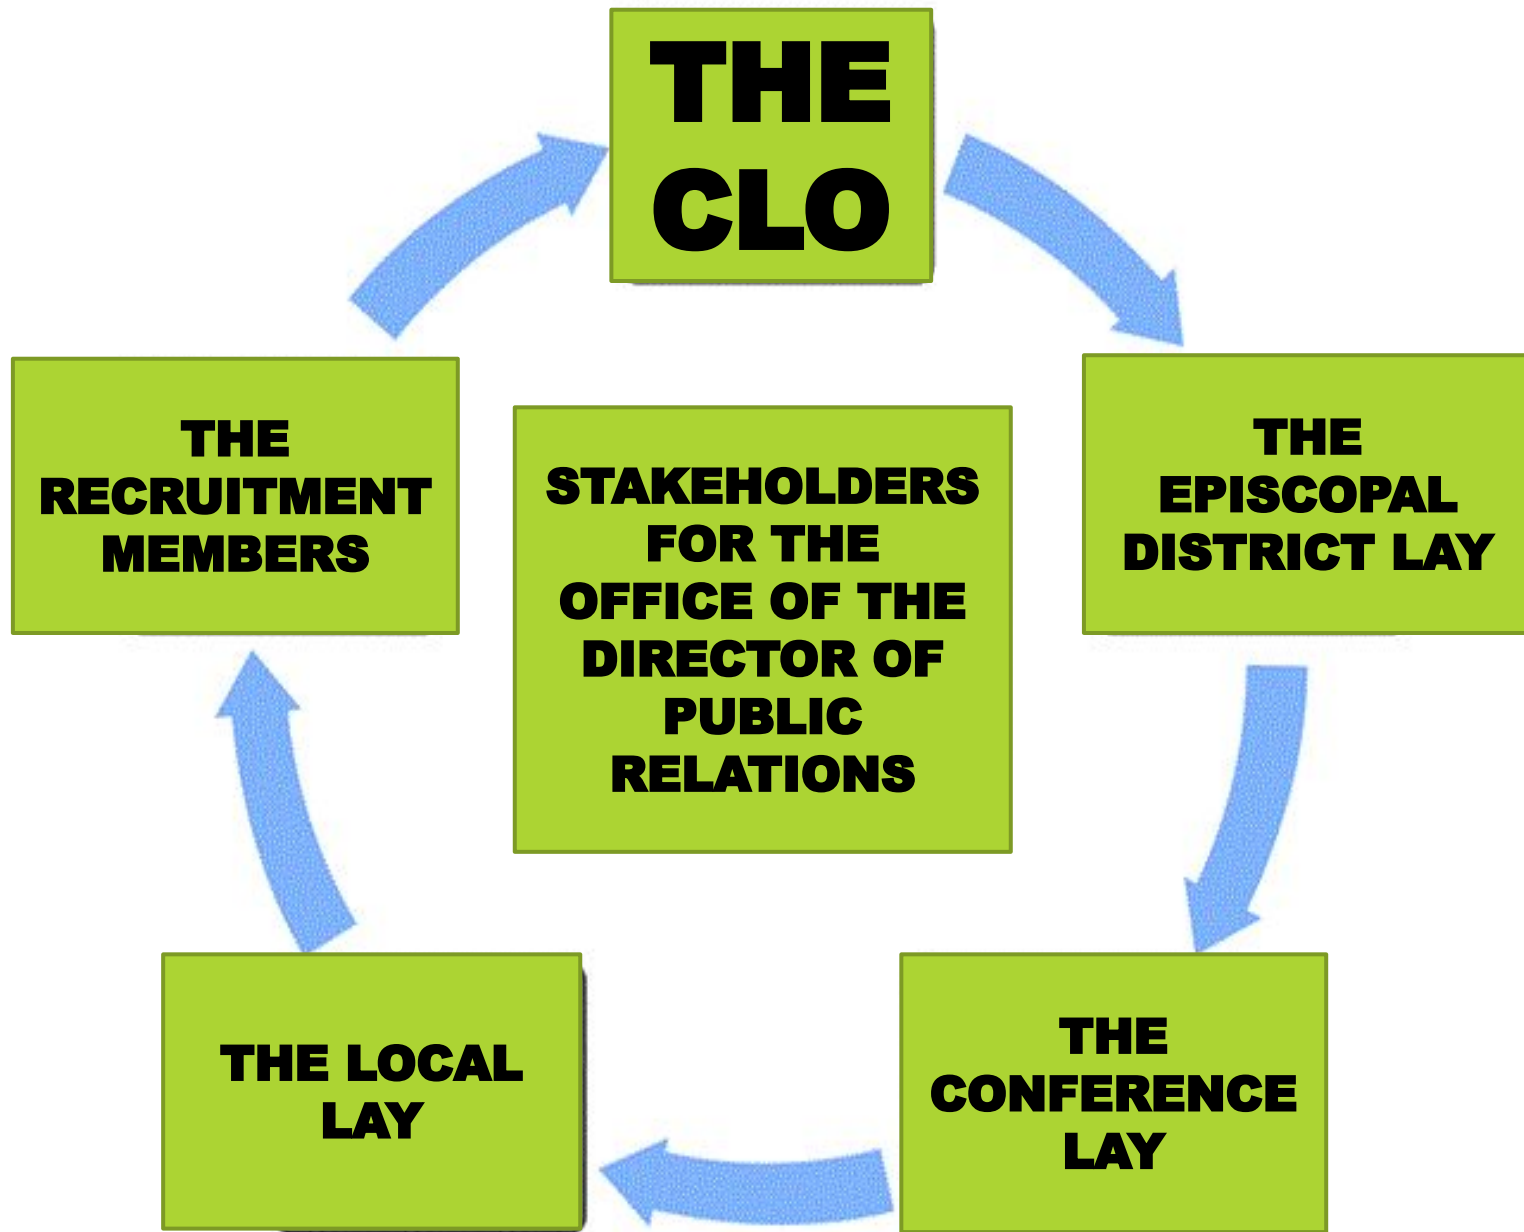 THE
CLO
THE
RECRUITMENT
MEMBERS
STAKEHOLDERS
FOR THE
OFFICE OF THE
DIRECTOR OF
PUBLIC
RELATIONS
THE
EPISCOPAL
DISTRICT LAY
THE LOCAL
LAY
THE
CONFERENCE
LAY